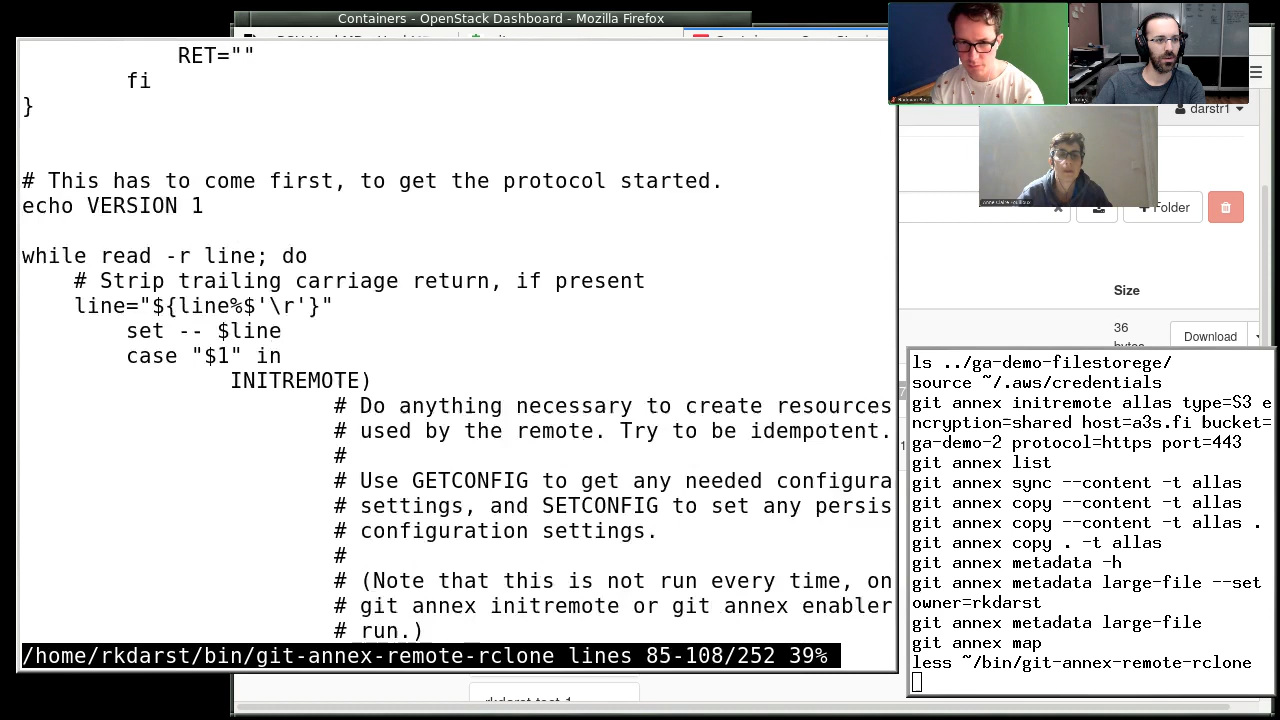 Containers - OpenStack Dashboard - Mozilla Firefox
RET=""
fi
}
# This has to come first, to get the protocol started.
echo VERSION 1
while read -r line; do
# Strip trailing carriage return, if present
line="${line%$'\r'}"
set -- $line
case "$1" in
INITREMOTE)
# Do anything necessary to create resources
# used by the remote. Try to be idempotent.
#
# Use GETCONFIG to get any needed configura
# settings, and SETCONFIG to set any persis
# configuration settings.
#
# (Note that this is not run every time, on
# git annex initremote or git annex enabler
# run.)
/home/rkdarst/bin/git-annex-remote-rclone lines 85-108/252 39%
darstr1
+ Folder
Size
36
bytes
Download
ls ../ga-demo-filestorege/
source ~/.aws/credentials
git annex initremote allas type=S3 e
ncryption=shared host=a3s.fi bucket=
ga-demo-2 protocol=https port=443
git annex list
git annex sync --content -t allas
git annex copy --content -t allas
git annex copy --content -t allas .
git annex copy . -t allas
git annex metadata -h
git annex metadata large-file --set
owner=rkdarst
git annex metadata large-file
git annex map
less ~/bin/git-annex-remote-rclone
rkdarst-test-1